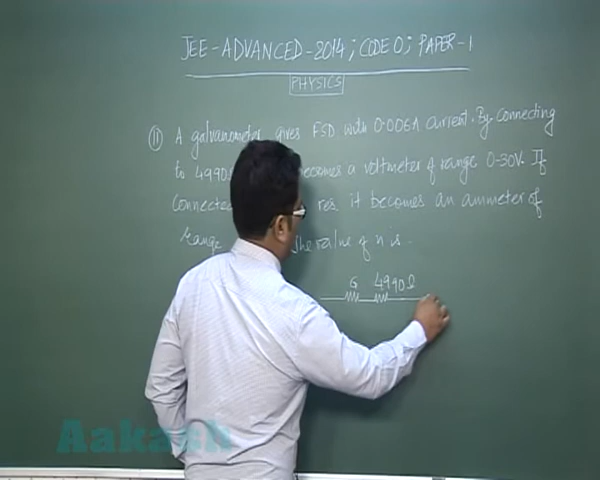 JEE-ADVANCED-2014; CODE 0; PAPER-1
PHYSICS
(11) A galvanometer gives FSD with 0.006A current. By connecting
to 4990Ω becomes a voltmeter of range 0-30V. If
connected res it becomes an ammeter of
range The value of n is.
G 4990Ω
Aakash